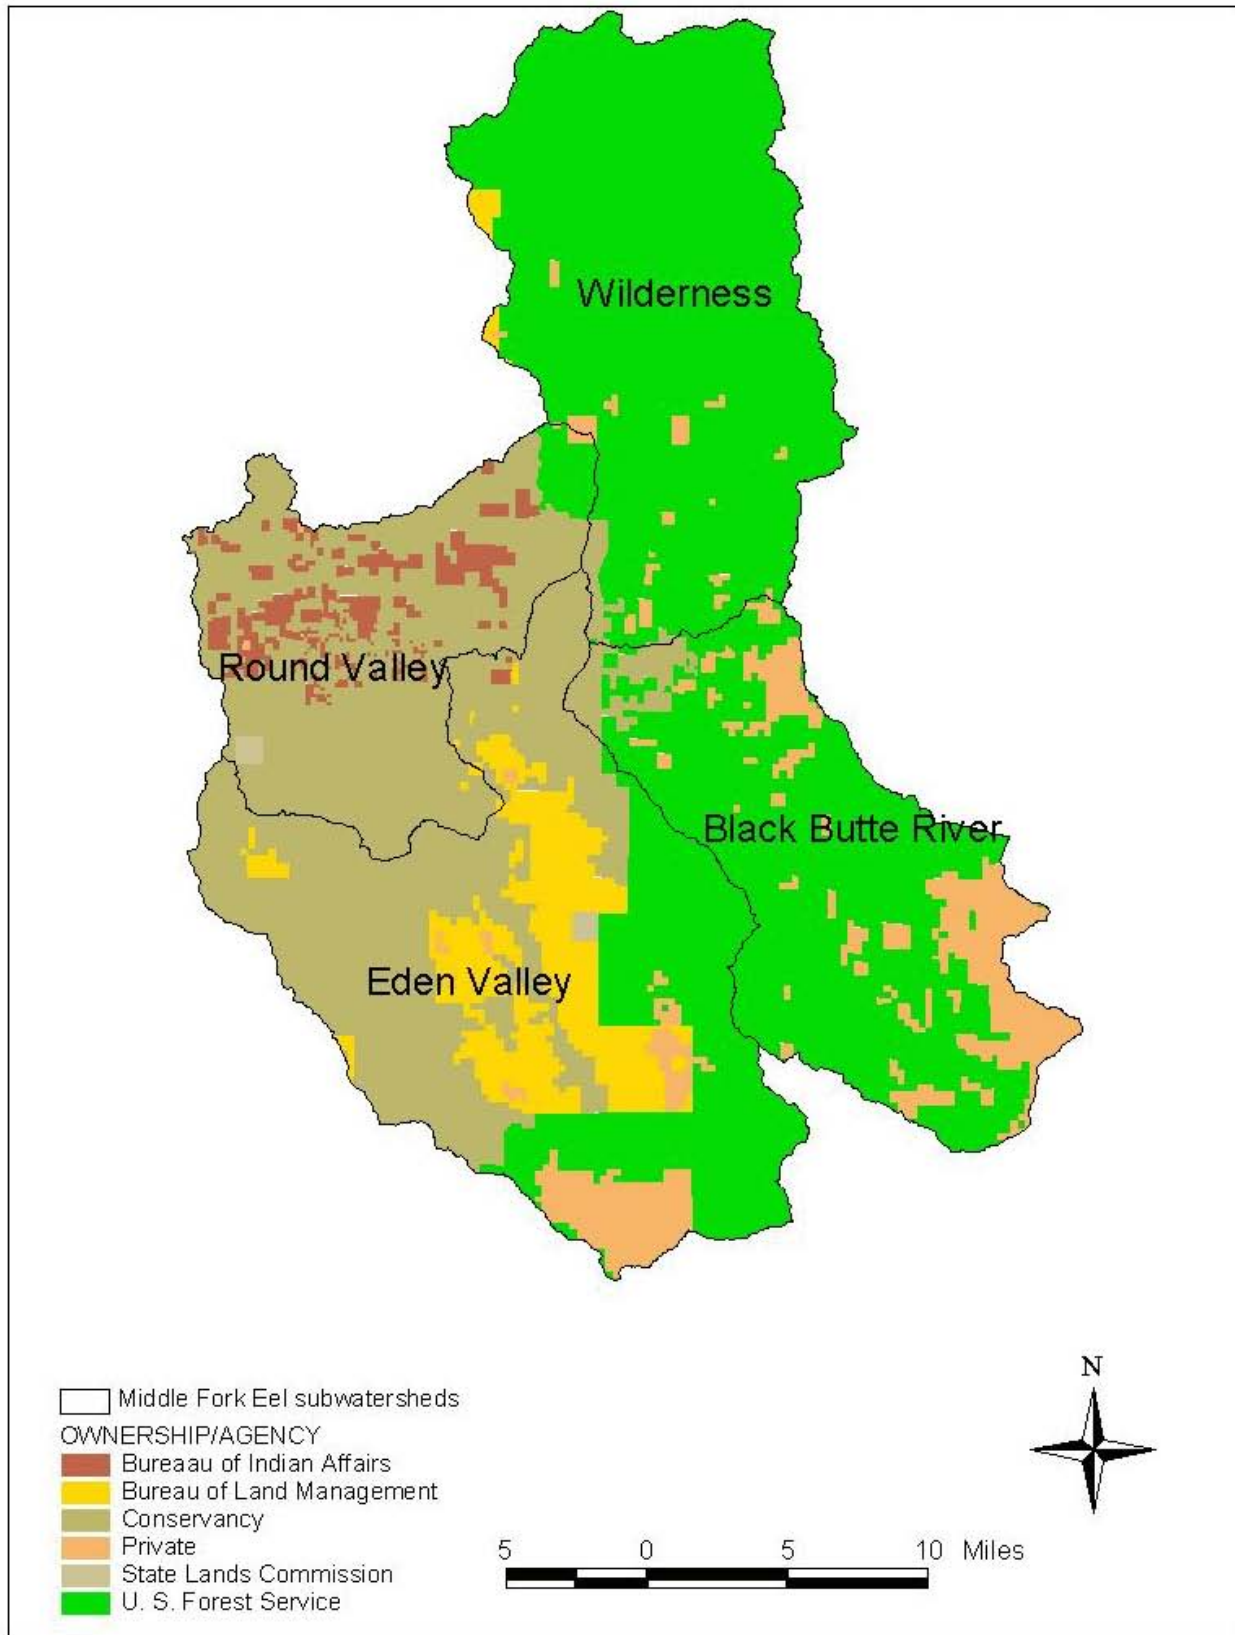 Wilderness
Round Valley
Black Butte River
Eden Valley
N
Middle Fork Eel subwatersheds
OWNERSHIP/AGENCY
Bureaau of Indian Affairs
Bureau of Land Management
Conservancy
Private
State Lands Commission
U. S. Forest Service
5 0 5 10 Miles